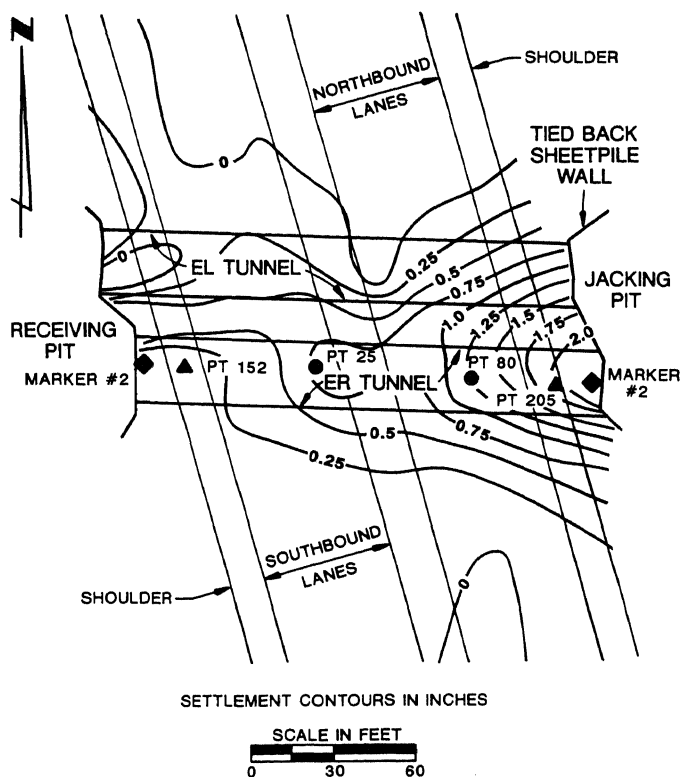 N
NORTHBOUND
LANES
SHOULDER
TIED BACK
SHEETPILE
WALL
0
0
EL TUNNEL
0.25
0.5
0.75
1.0
1.25
1.5
1.75
2.0
JACKING
PIT
RECEIVING
PIT
MARKER #2
PT 152
PT 25
ER TUNNEL
PT 80
PT 205
MARKER
#2
0.5
0.75
0.25
SOUTHBOUND
LANES
0
SHOULDER
SETTLEMENT CONTOURS IN INCHES
SCALE IN FEET
0 30 60